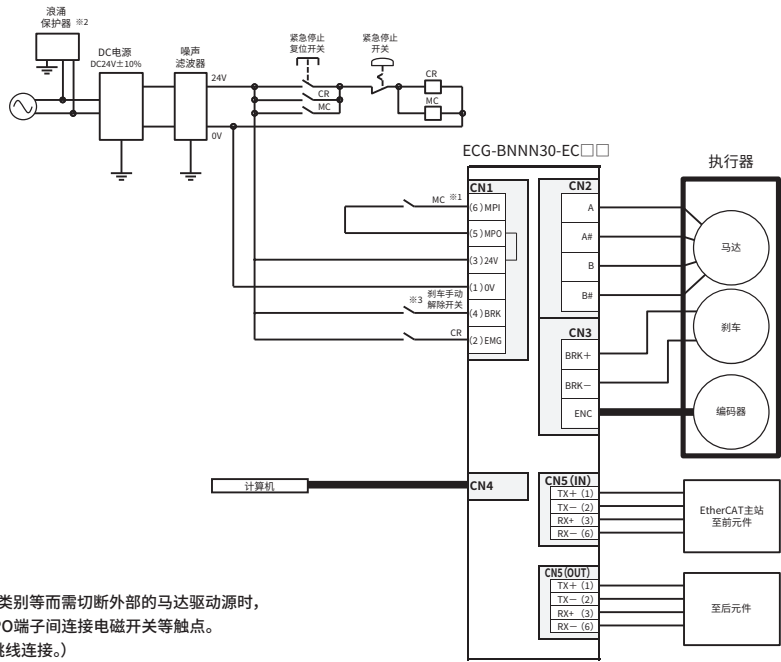 浪涌
保护器 ※2
DC电源
DC24V±10%
噪声
滤波器
24V
0V
紧急停止
复位开关
紧急停止
开关
CR
MC
CR
MC
ECG-BNNN30-EC□□
执行器
CN1
MC ※1
(6)MPI
(5)MPO
(3)24V
(1)0V
※3 刹车手动
解除开关
(4)BRK
CR
(2)EMG
CN2
A
A#
B
B#
马达
CN3
BRK+
BRK−
ENC
刹车
编码器
计算机
CN4
CN5(IN)
TX+ (1)
TX− (2)
RX+ (3)
RX− (6)
EtherCAT主站
至前元件
CN5(OUT)
TX+ (1)
TX− (2)
RX+ (3)
RX− (6)
至后元件
类别等而需切断外部的马达驱动源时，
O端子间连接电磁开关等触点。
线连接。）